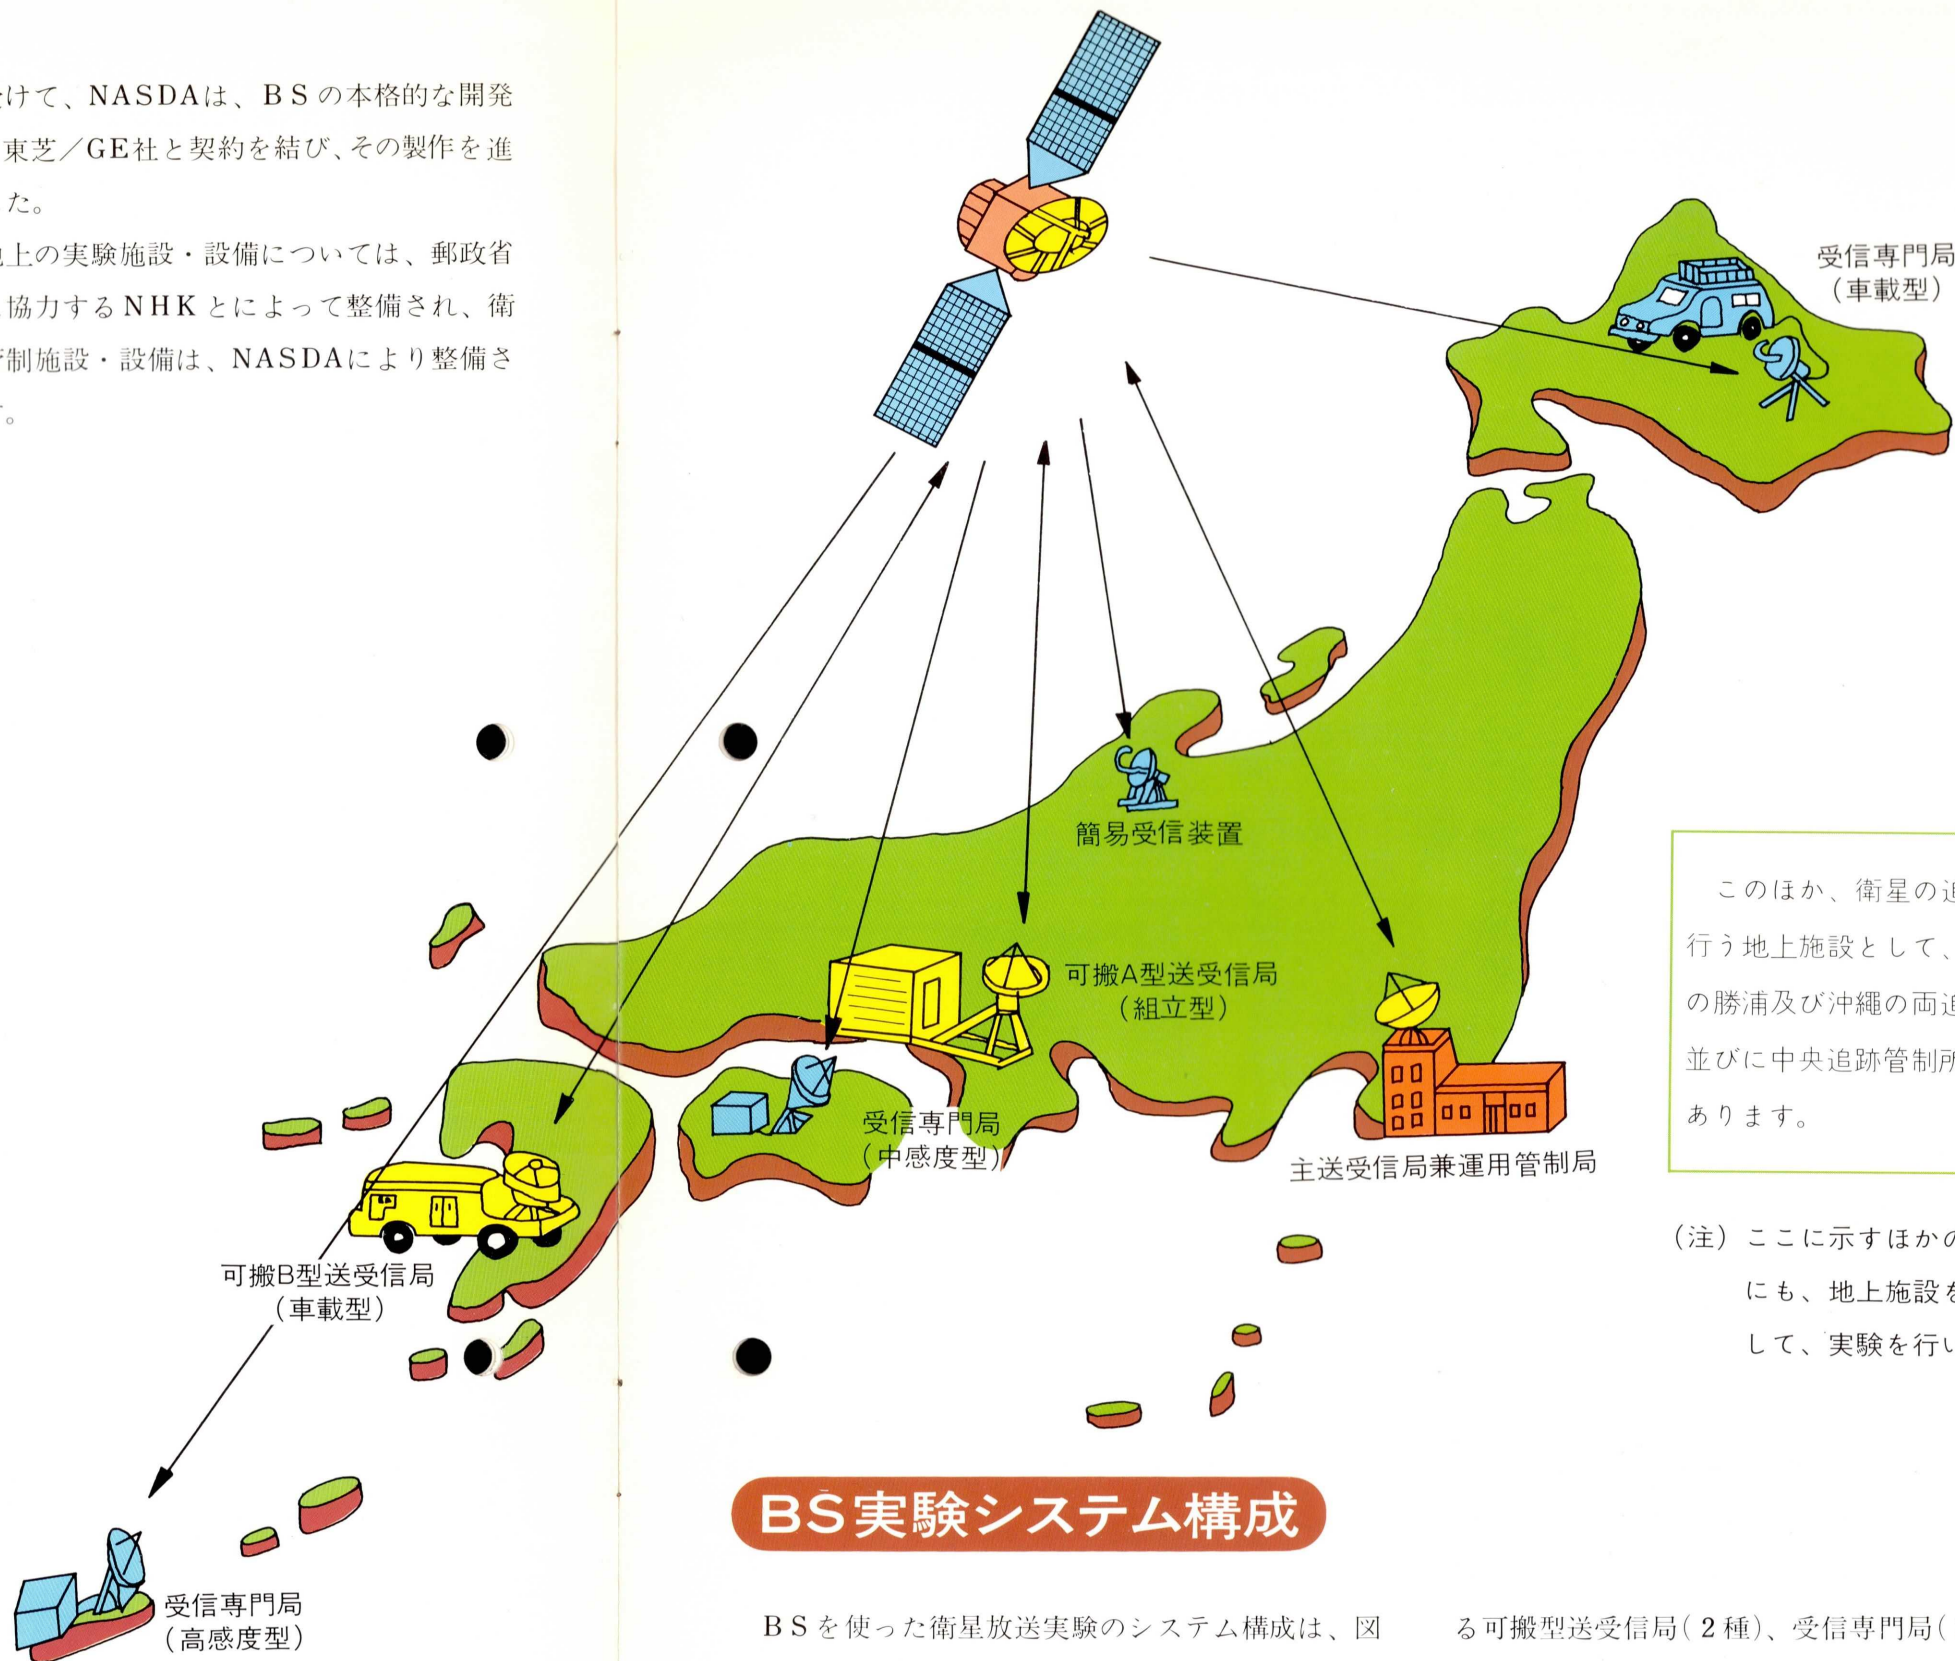 けて、NASDAは、BSの本格的な開発
東芝／GE社と契約を結び、その製作を進
た。
上の実験施設・設備については、郵政省
協力するNHKとによって整備され、衛
制施設・設備は、NASDAにより整備さ
。
受信専門局
（車載型）
簡易受信装置
可搬A型送受信局
（組立型）
受信専門局
（中感度型）
主送受信局兼運用管制局
可搬B型送受信局
（車載型）
受信専門局
（高感度型）
このほか、衛星の追
行う地上施設として、
の勝浦及び沖縄の両追
並びに中央追跡管制所
あります。
（注）ここに示すほかの
にも、地上施設を
して、実験を行い
BS実験システム構成
BSを使った衛星放送実験のシステム構成は、図
る可搬型送受信局（2種）、受信専門局（